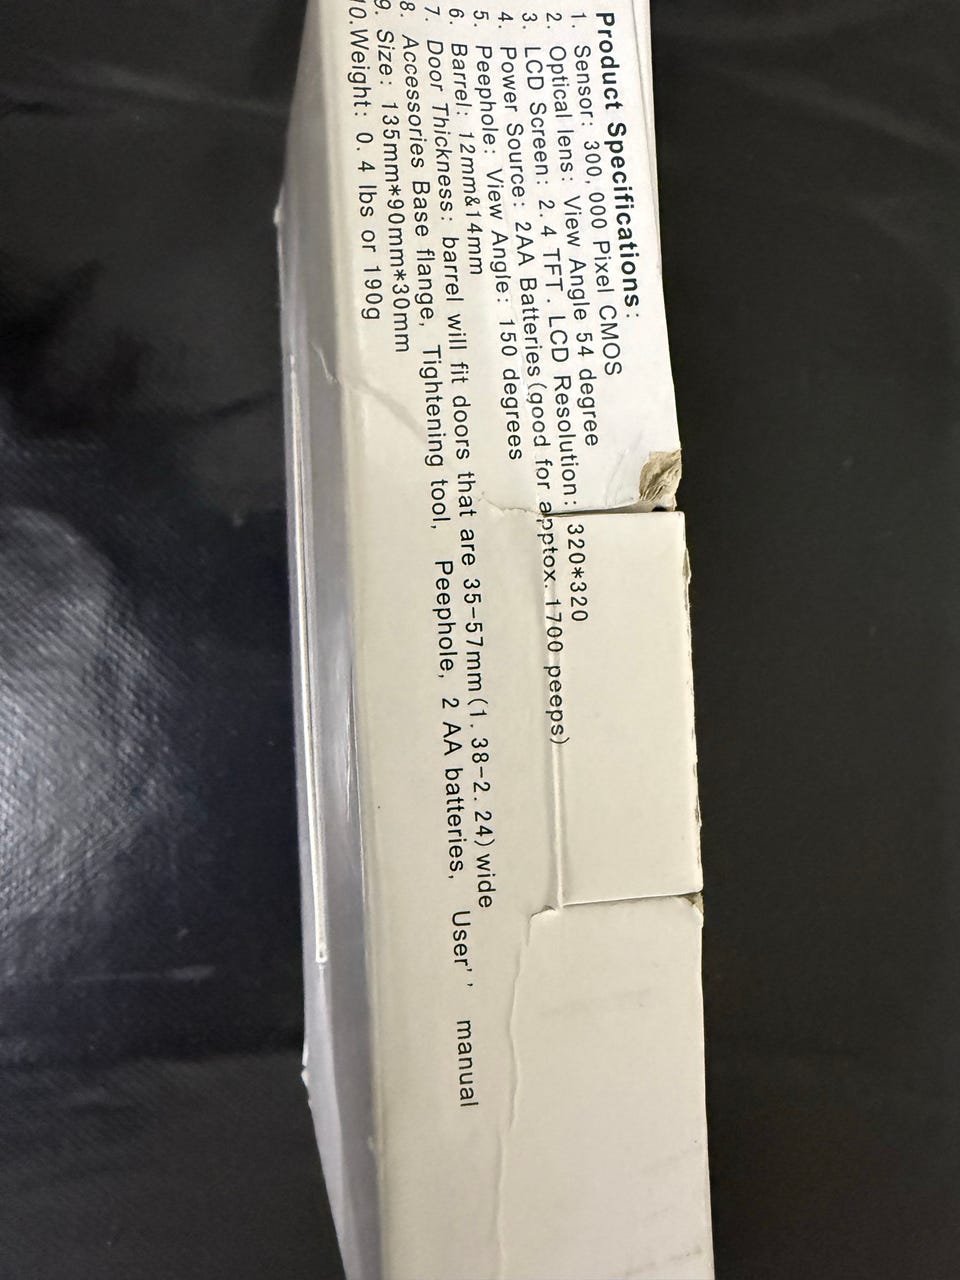 Product Specifications:
1. Sensor: 300,000 Pixel CMOS
2. Optical lens: View Angle 54 degree
3. LCD Screen: 2.4 TFT. LCD Resolution: 320*320
4. Power Source: 2AA Batteries(good for apptox. 1700 peeps)
5. Peephole: View Angle: 150 degrees
6. Barrel: 12mm&14mm
7. Door Thickness: barrel will fit doors that are 35-57mm(1.38-2.24)wide
8. Accessories Base flange, Tightening tool, Peephole, 2 AA batteries, User'' manual
9. Size: 135mm*90mm*30mm
10.Weight: 0.4 lbs or 190g